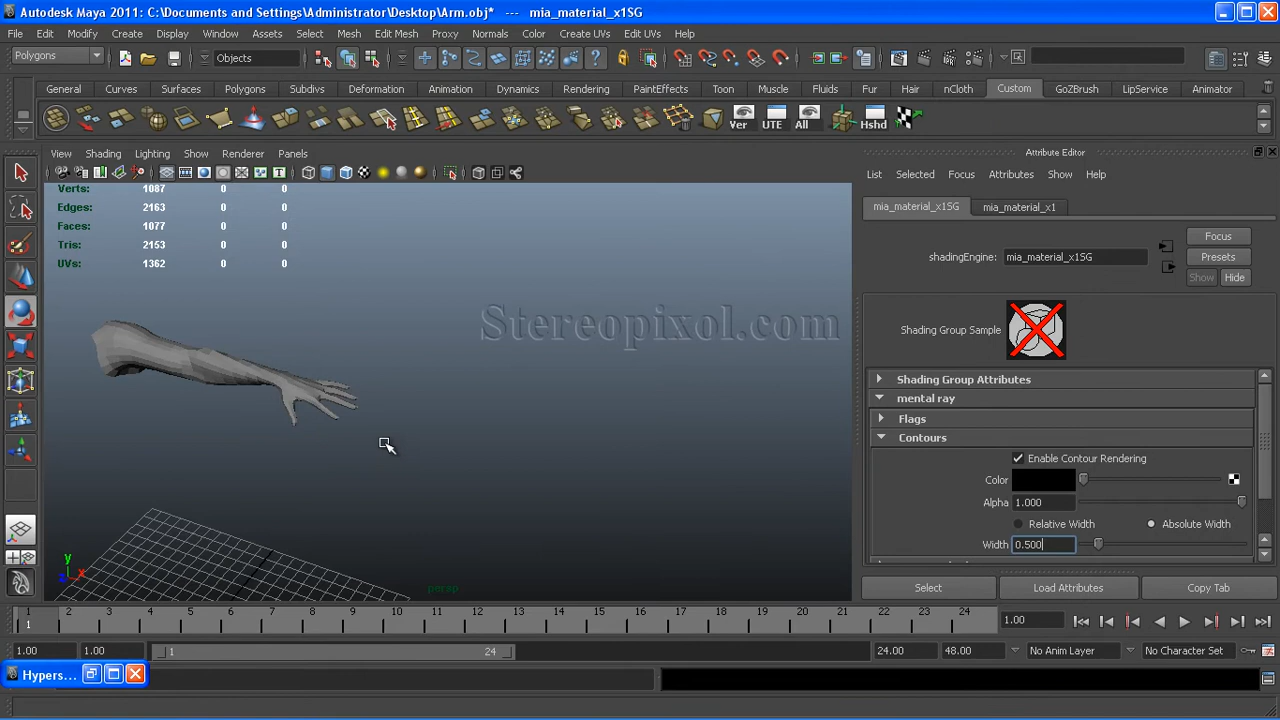 Autodesk Maya 2011: C:\Documents and Settings\Administrator\Desktop\Arm.obj* --- mia_material_x1SG
File Edit Modify Create Display Window Assets Select Mesh Edit Mesh Proxy Normals Color Create UVs Edit UVs Help
Polygons Objects
General Curves Surfaces Polygons Subdivs Deformation Animation Dynamics Rendering PaintEffects Toon Muscle Fluids Fur Hair nCloth Custom GoZBrush LipService Animator
Ver UTE All Hshd
View Shading Lighting Show Renderer Panels
Attribute Editor
List Selected Focus Attributes Show Help
Verts: 1087 0 0
Edges: 2163 0 0
Faces: 1077 0 0
Tris: 2153 0 0
UVs: 1362 0 0
mia_material_x1SG mia_material_x1
Focus
shadingEngine: mia_material_x1SG Presets
Show Hide
Stereopixol.com
Shading Group Sample
Shading Group Attributes
mental ray
Flags
Contours
Enable Contour Rendering
Color
Alpha 1.000
Relative Width Absolute Width
Width 0.500
y
x
z
persp
Select Load Attributes Copy Tab
1 2 3 4 5 6 7 8 9 10 11 12 13 14 15 16 17 18 19 20 21 22 23 24
1 1.00
1.00 1.00 1 24 24.00 48.00 No Anim Layer No Character Set
Hypers...